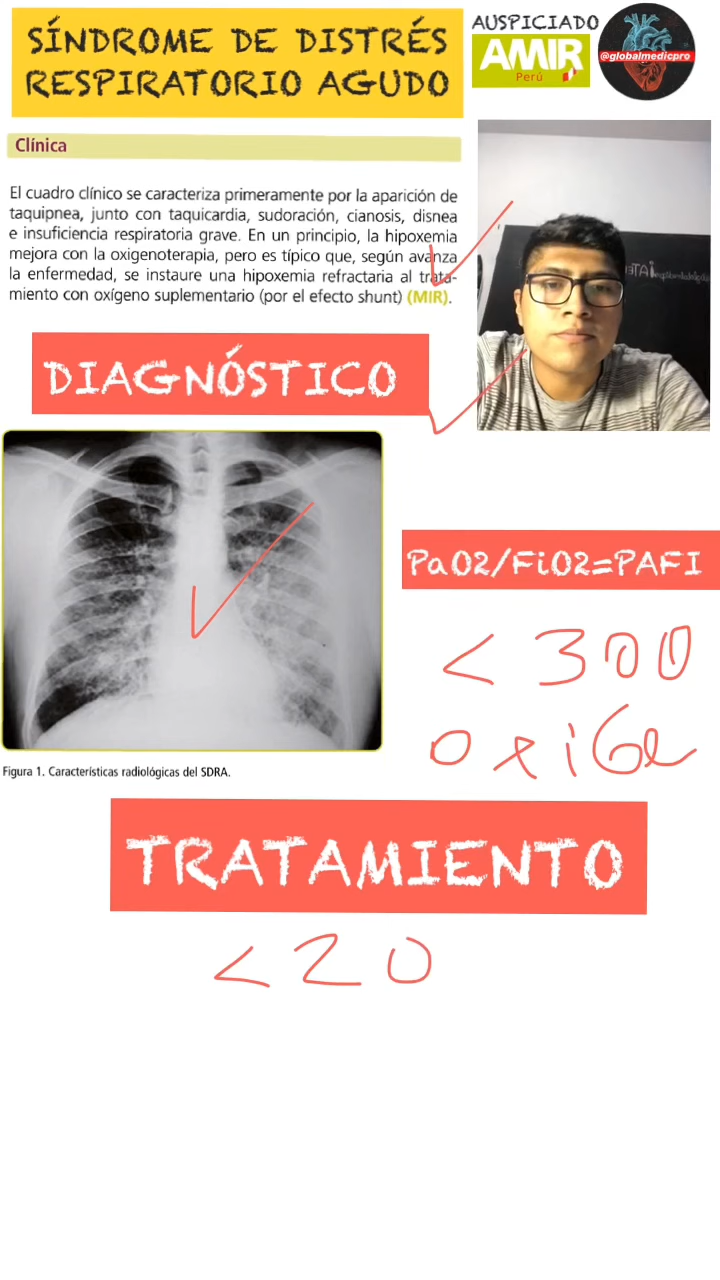 SÍNDROME DE DISTRÉS
RESPIRATORIO AGUDO
AUSPICIADO
AMIR
Perú
@globalmedicpro
Clínica
El cuadro clínico se caracteriza primeramente por la aparición de
taquipnea, junto con taquicardia, sudoración, cianosis, disnea
e insuficiencia respiratoria grave. En un principio, la hipoxemia
mejora con la oxigenoterapia, pero es típico que, según avanza
la enfermedad, se instaure una hipoxemia refractaria al trata-
miento con oxígeno suplementario (por el efecto shunt) (MIR).
DIAGNÓSTICO
PaO2/FiO2=PAFI
< 300
oxiGe
Figura 1. Características radiológicas del SDRA.
TRATAMIENTO
< 20